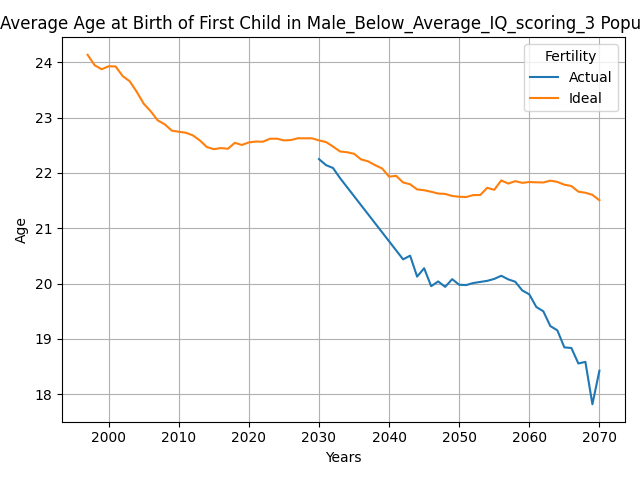 Average Age at Birth of First Child in Male_Below_Average_IQ_scoring_3 Popu
Fertility
Actual
Ideal
Age
24
23
22
21
20
19
18
2000 2010 2020 2030 2040 2050 2060 2070
Years